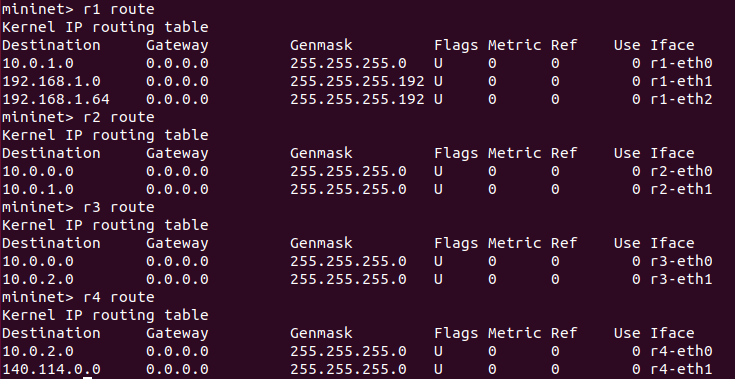 mininet> r1 route
Kernel IP routing table
Destination     Gateway         Genmask         Flags Metric Ref    Use Iface
10.0.1.0        0.0.0.0         255.255.255.0   U     0      0        0 r1-eth0
192.168.1.0     0.0.0.0         255.255.255.192 U     0      0        0 r1-eth1
192.168.1.64    0.0.0.0         255.255.255.192 U     0      0        0 r1-eth2
mininet> r2 route
Kernel IP routing table
Destination     Gateway         Genmask         Flags Metric Ref    Use Iface
10.0.0.0        0.0.0.0         255.255.255.0   U     0      0        0 r2-eth0
10.0.1.0        0.0.0.0         255.255.255.0   U     0      0        0 r2-eth1
mininet> r3 route
Kernel IP routing table
Destination     Gateway         Genmask         Flags Metric Ref    Use Iface
10.0.0.0        0.0.0.0         255.255.255.0   U     0      0        0 r3-eth0
10.0.2.0        0.0.0.0         255.255.255.0   U     0      0        0 r3-eth1
mininet> r4 route
Kernel IP routing table
Destination     Gateway         Genmask         Flags Metric Ref    Use Iface
10.0.2.0        0.0.0.0         255.255.255.0   U     0      0        0 r4-eth0
140.114.0.0     0.0.0.0         255.255.255.0   U     0      0        0 r4-eth1